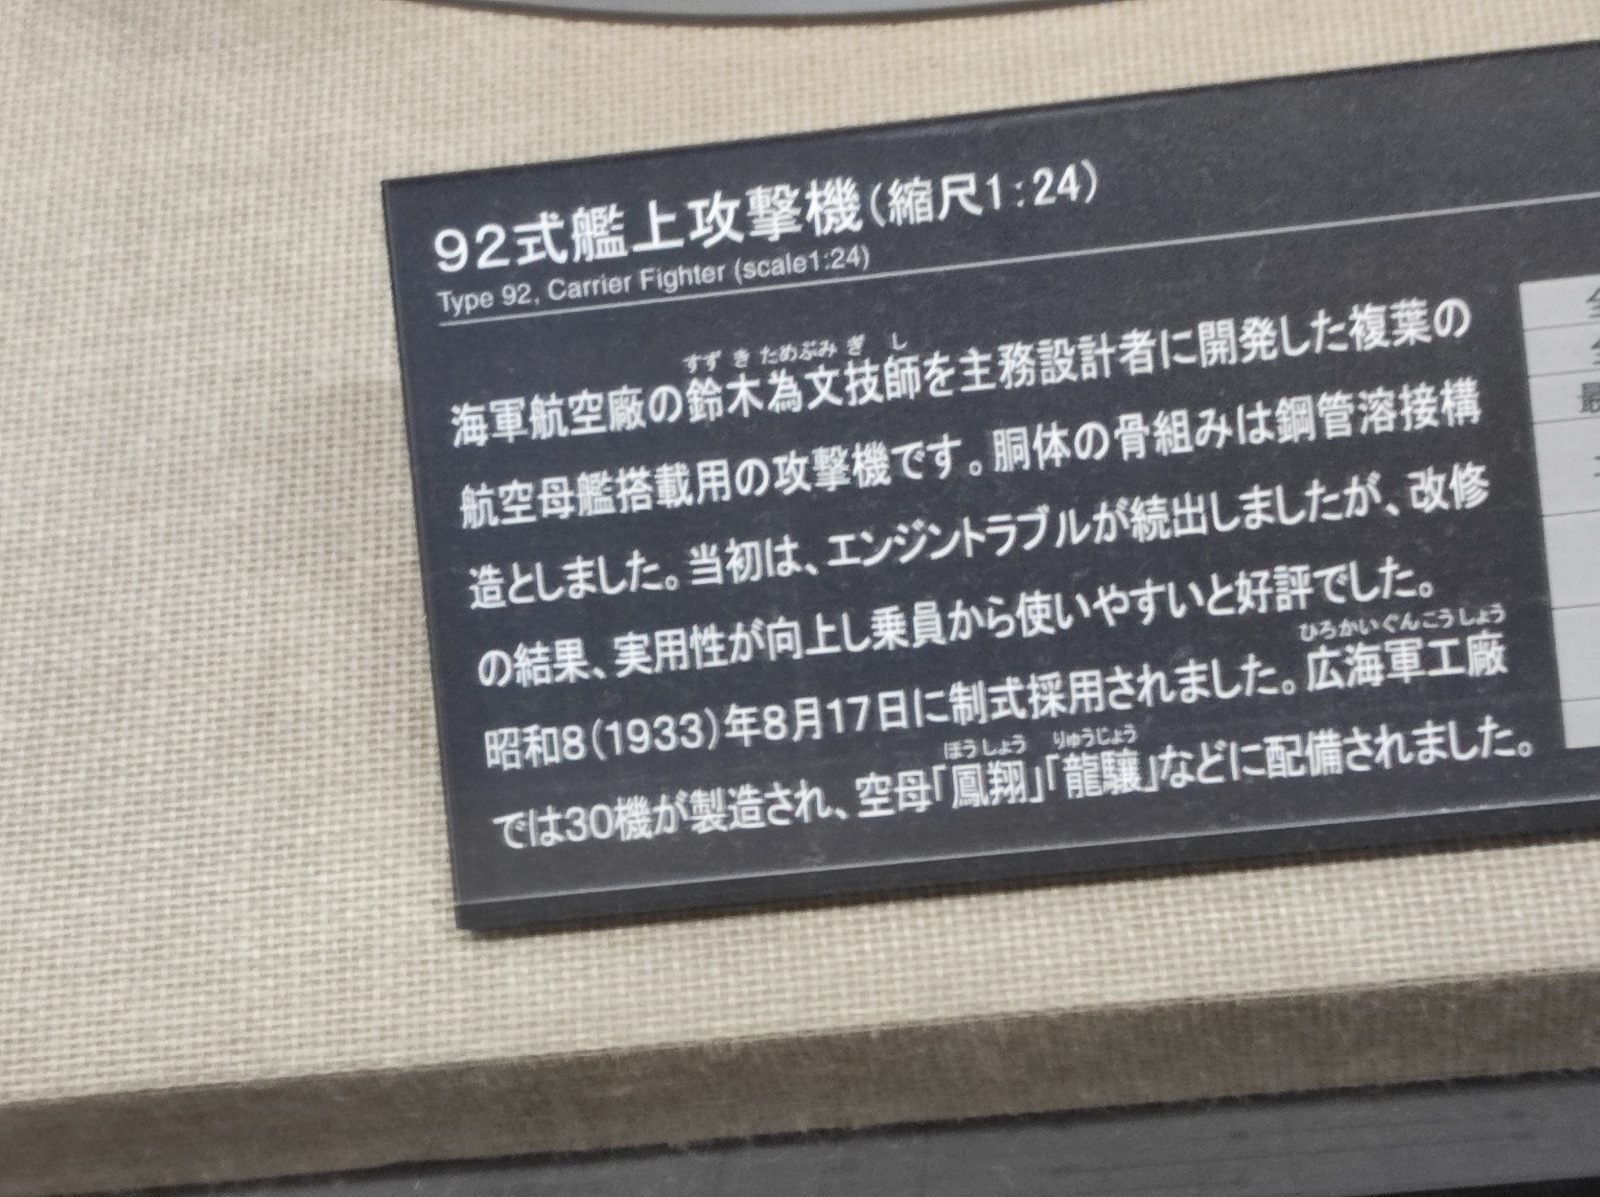 92式艦上攻撃機(縮尺1:24)
Type 92, Carrier Fighter (scale1:24)
すずきためぶみぎし
海軍航空廠の鈴木為文技師を主務設計者に開発した複葉の
航空母艦搭載用の攻撃機です。胴体の骨組みは鋼管溶接構
造としました。当初は、エンジントラブルが続出しましたが、改修
の結果、実用性が向上し乗員から使いやすいと好評でした。
ひろかいぐんこうしょう
昭和8(1933)年8月17日に制式採用されました。広海軍工廠
ほうしょう りゅうじょう
では30機が製造され、空母「鳳翔」「龍驤」などに配備されました。
最